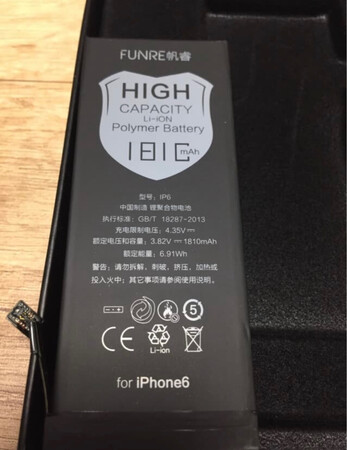 FUNRE帆睿
HIGH
CAPACITY
Li-iON
Polymer Battery
1810mAh
型号: IP6
中国制造 锂聚合物电池
执行标准: GB/T 18287-2013
充电限制电压: 4.35V⎓
额定电压和容量: 3.82V⎓1810mAh
额定能量: 6.91Wh
警告: 请勿拆解、刺破、挤压、加热或
投入火中; 其它事项请参阅使用说明。
5
CE
Li-ion
for iPhone6